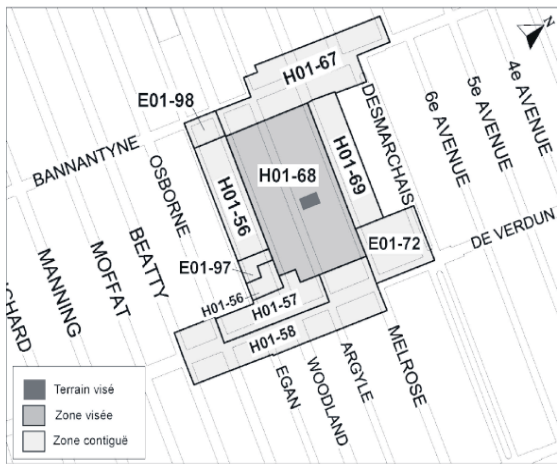 N
H01-67
E01-98
4e AVENUE
5e AVENUE
6e AVENUE
DESMARCHAIS
BANNANTYNE
OSBORNE
H01-68
H01-69
H01-56
BEATTY
MOFFAT
MANNING
DE VERDUN
E01-72
E01-97
H01-56
H01-57
H01-58
MELROSE
ARGYLE
WOODLAND
EGAN
Terrain visé
Zone visée
Zone contiguë